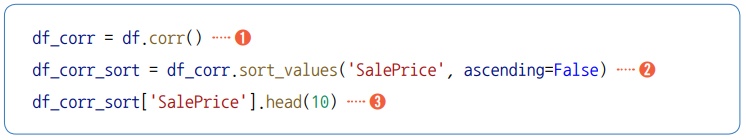 df_corr = df.corr() ····· ❶
df_corr_sort = df_corr.sort_values('SalePrice', ascending=False) ····· ❷
df_corr_sort['SalePrice'].head(10) ····· ❸